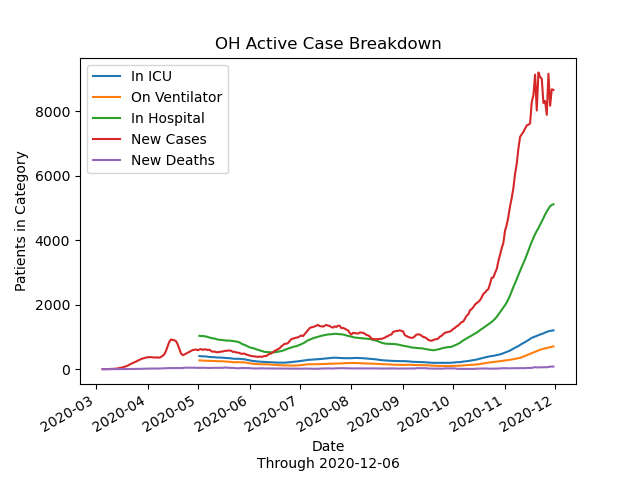 OH Active Case Breakdown
In ICU
On Ventilator
In Hospital
New Cases
New Deaths
Patients in Category
8000
6000
4000
2000
0
2020-03
2020-04
2020-05
2020-06
2020-07
2020-08
2020-09
2020-10
2020-11
2020-12
Date
Through 2020-12-06